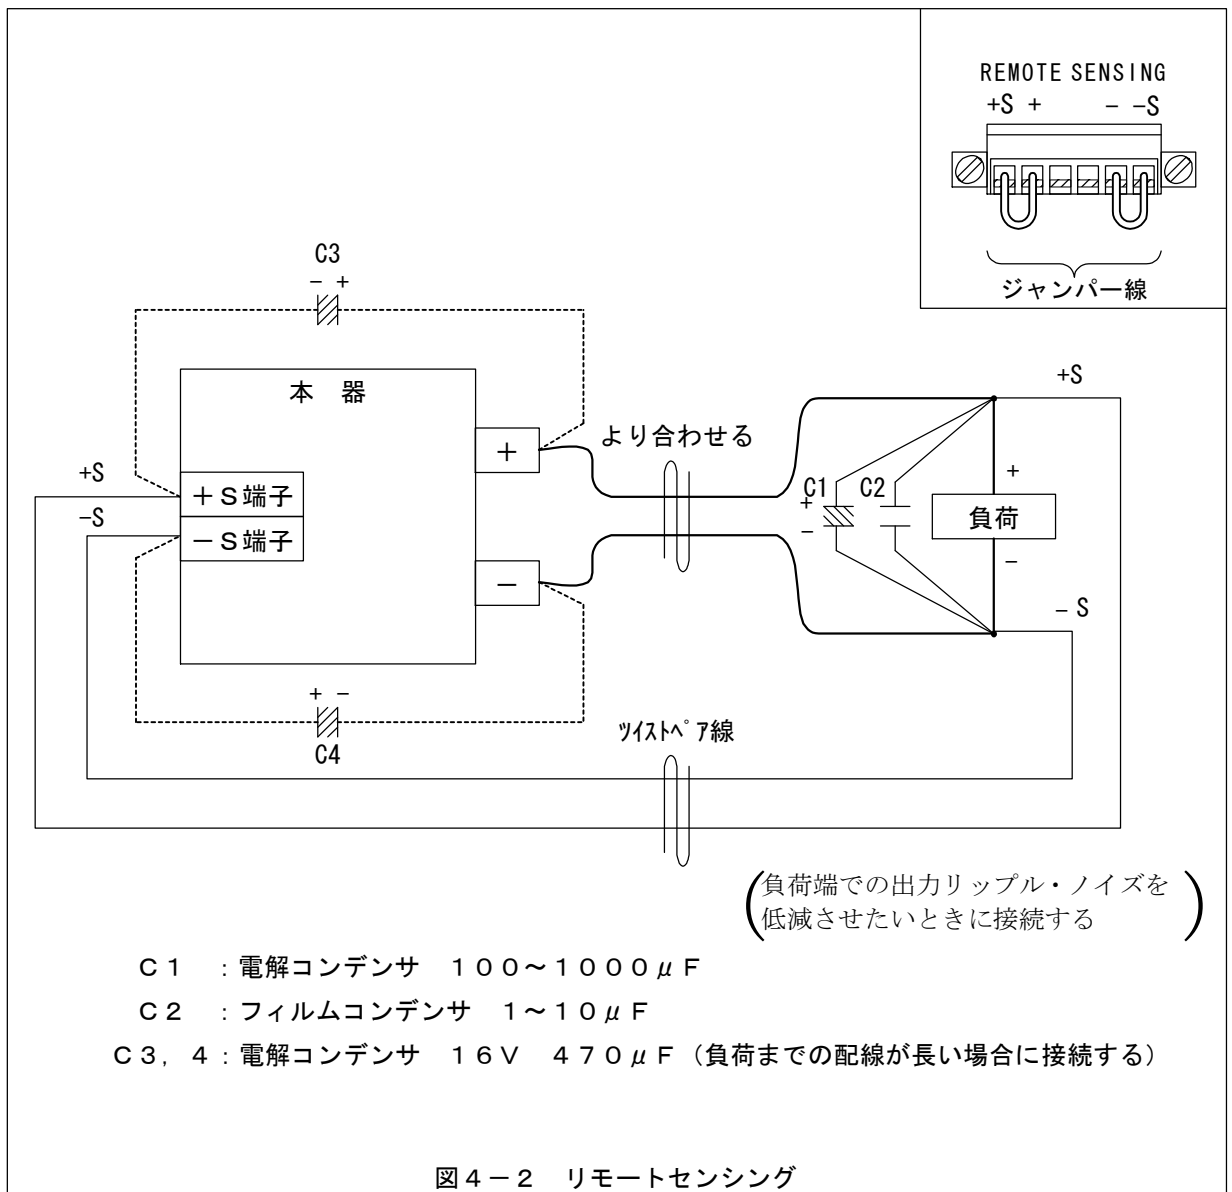 REMOTE SENSING
+S + − −S
ジャンパー線
C3
− +
本 器
+S
+
より合わせる
+S
＋Ｓ端子
C1
C2
+
+
−S
−
負荷
－Ｓ端子
−
−
− S
+ −
C4
ﾂｲｽﾄﾍﾟｱ線
負荷端での出力リップル・ノイズを
低減させたいときに接続する
Ｃ１ ：電解コンデンサ １００～１０００μＦ
Ｃ２ ：フィルムコンデンサ １～１０μＦ
Ｃ３，４：電解コンデンサ １６Ｖ ４７０μＦ（負荷までの配線が長い場合に接続する）
図４－２ リモートセンシング